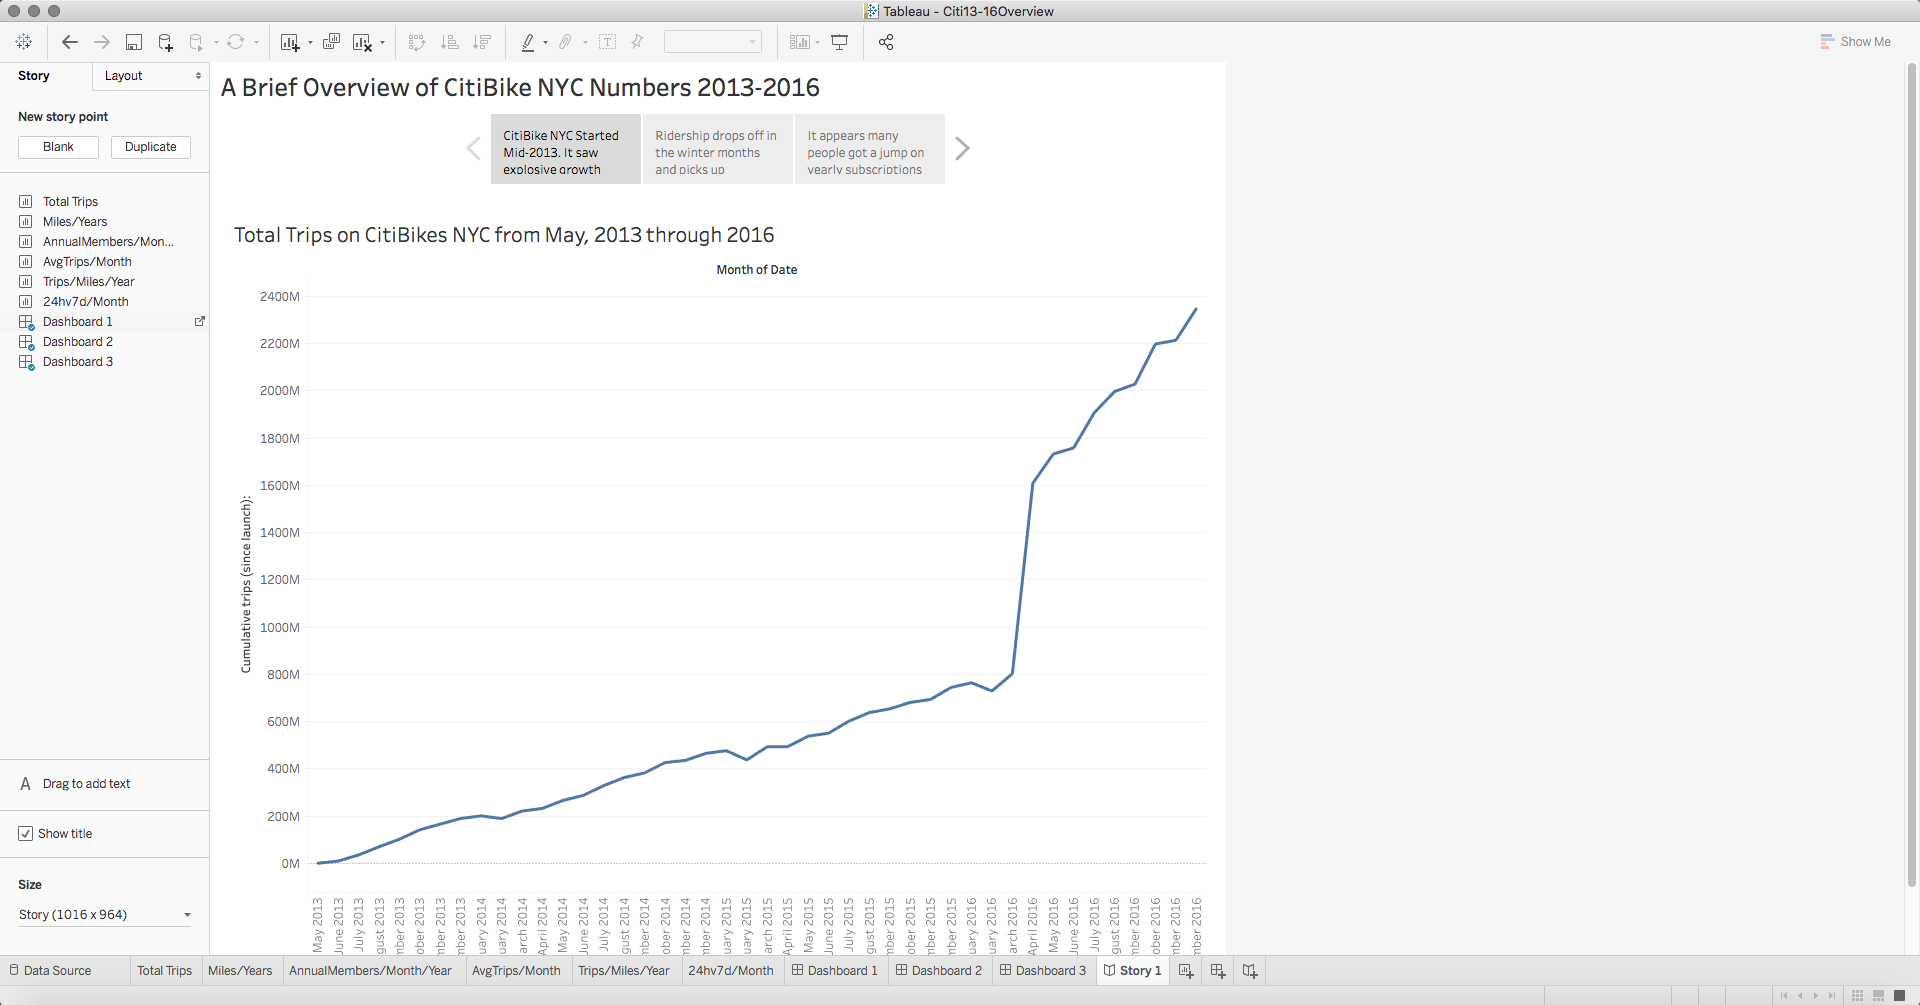 Tableau - Citi13-16Overview
Show Me
Story
Layout
New story point
Blank
Duplicate
Total Trips
Miles/Years
AnnualMembers/Mon...
AvgTrips/Month
Trips/Miles/Year
24hv7d/Month
Dashboard 1
Dashboard 2
Dashboard 3
A Drag to add text
Show title
Size
Story (1016 x 964)
A Brief Overview of CitiBike NYC Numbers 2013-2016
CitiBike NYC Started
Mid-2013. It saw
explosive growth
Ridership drops off in
the winter months
and picks up
It appears many
people got a jump on
yearly subscriptions
Total Trips on CitiBikes NYC from May, 2013 through 2016
Month of Date
Cumulative trips (since launch):
2400M
2200M
2000M
1800M
1600M
1400M
1200M
1000M
800M
600M
400M
200M
0M
May 2013
June 2013
July 2013
gust 2013
mber 2013
ober 2013
mber 2013
mber 2013
uary 2014
uary 2014
arch 2014
April 2014
May 2014
June 2014
July 2014
gust 2014
mber 2014
ober 2014
mber 2014
mber 2014
uary 2015
uary 2015
arch 2015
April 2015
May 2015
June 2015
July 2015
gust 2015
mber 2015
ober 2015
mber 2015
mber 2015
uary 2016
uary 2016
arch 2016
April 2016
May 2016
June 2016
July 2016
gust 2016
mber 2016
ober 2016
mber 2016
mber 2016
Data Source
Total Trips
Miles/Years
AnnualMembers/Month/Year
AvgTrips/Month
Trips/Miles/Year
24hv7d/Month
Dashboard 1
Dashboard 2
Dashboard 3
Story 1